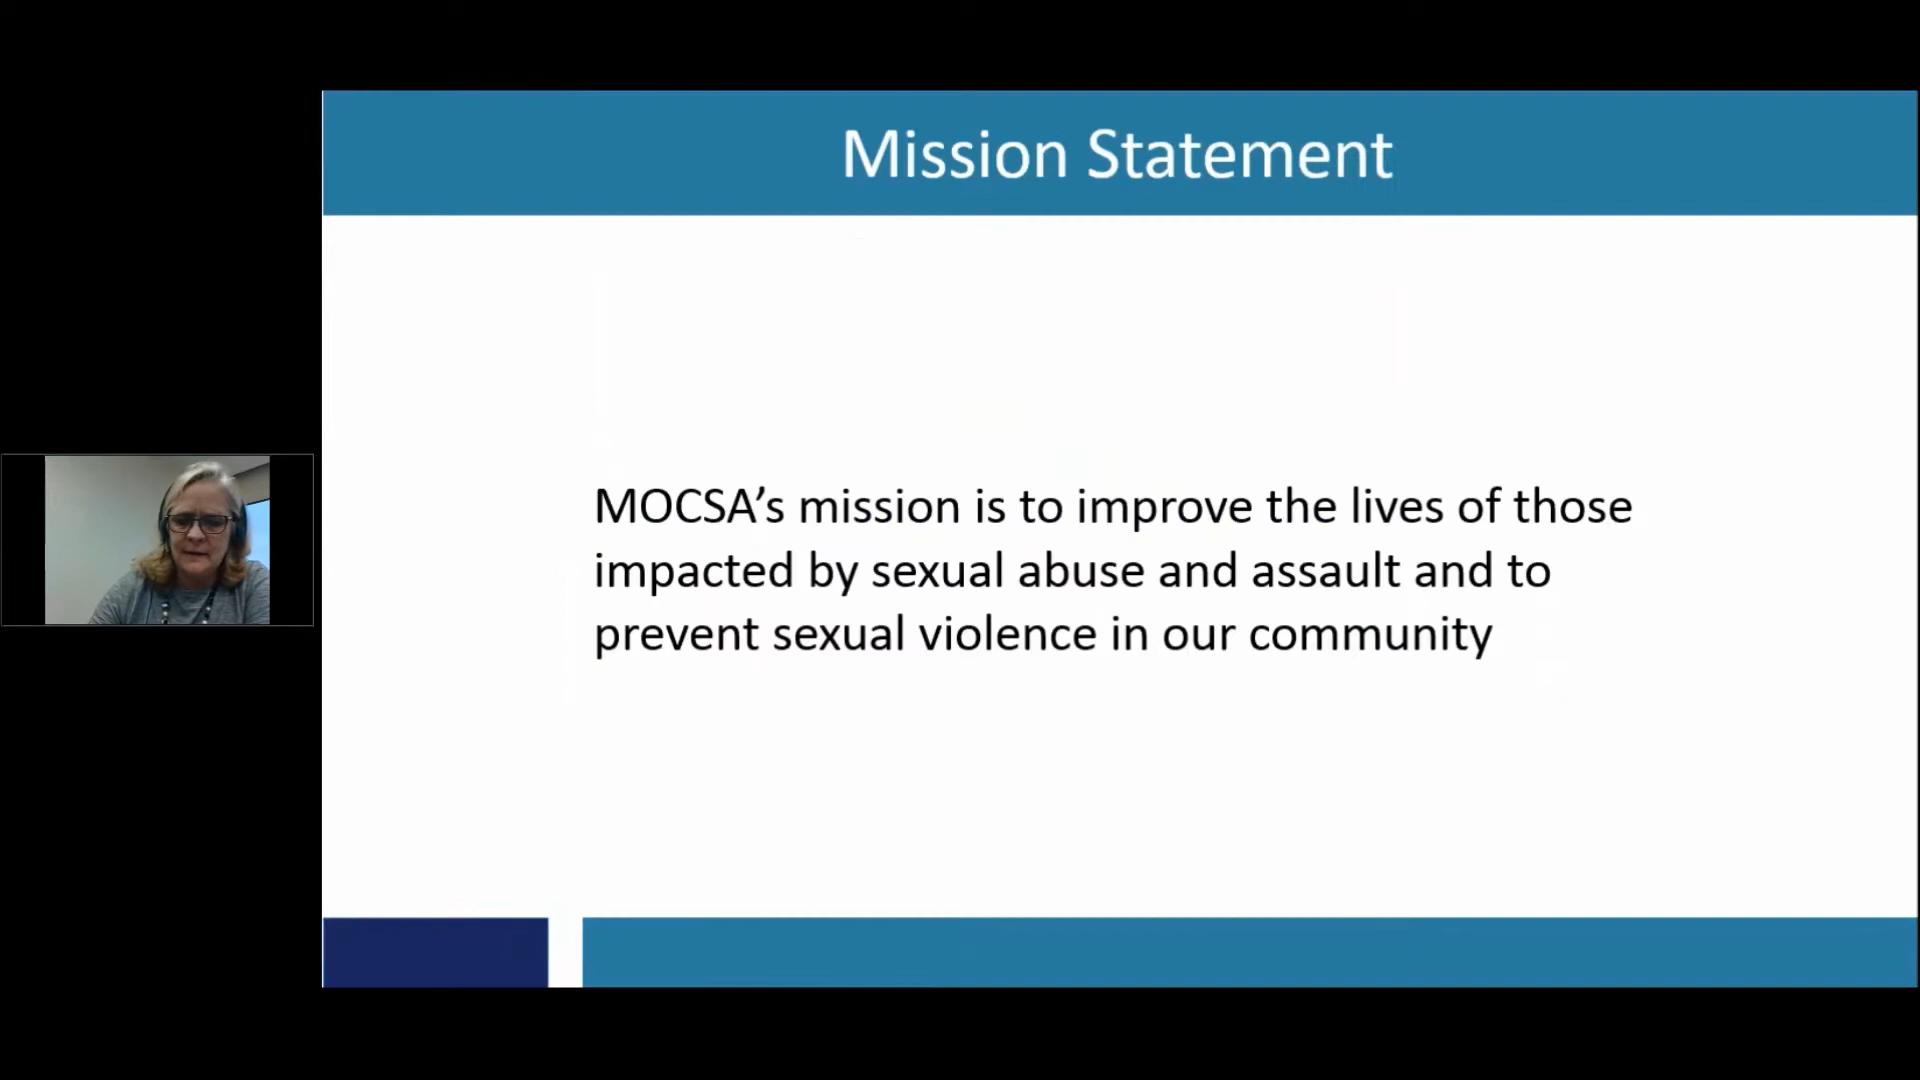 Mission Statement
MOCSA’s mission is to improve the lives of those
impacted by sexual abuse and assault and to
prevent sexual violence in our community